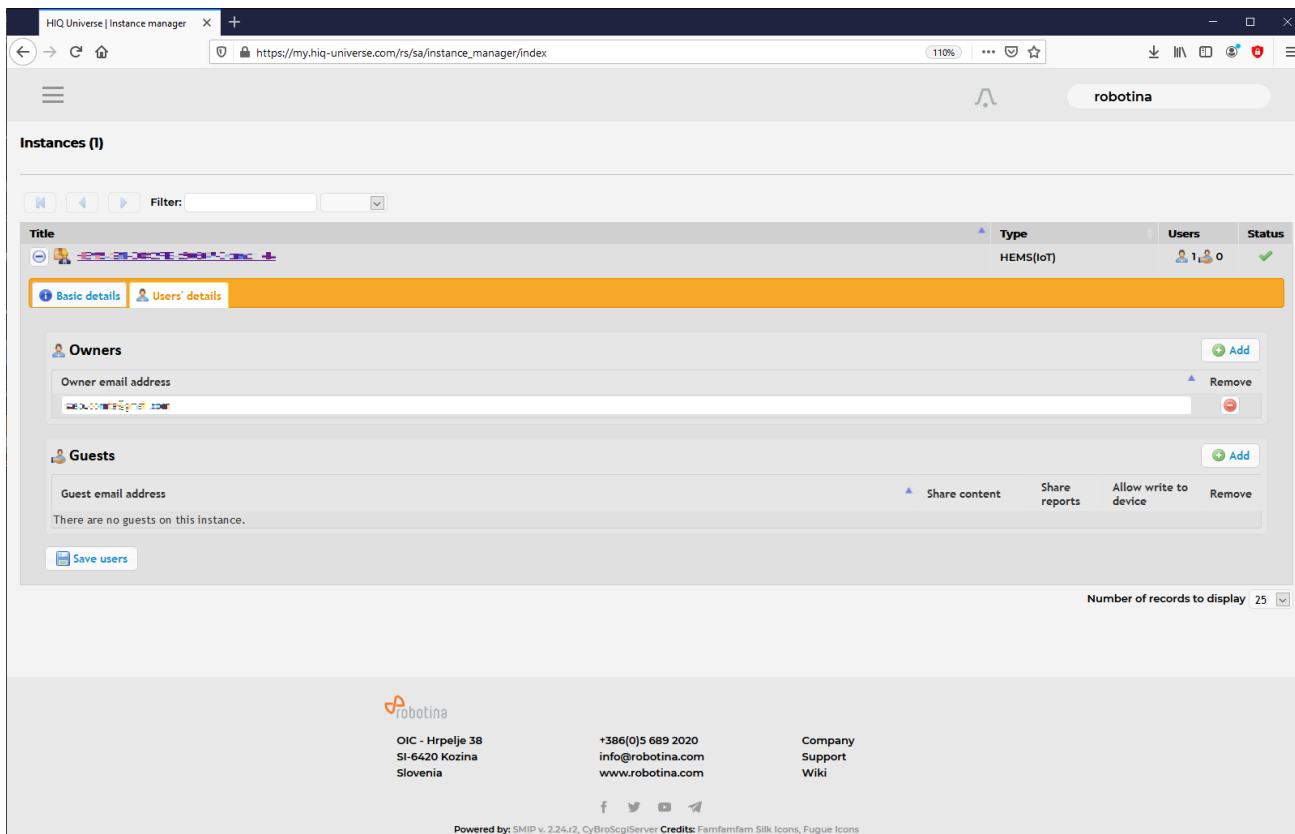 HIQ Universe | Instance manager
https://my.hiq-universe.com/rs/sa/instance_manager/index
110%
robotina
Instances (1)
Filter:
Title Type Users Status
HEMS(IoT) 1 0
Basic details Users' details
Owners Add
Owner email address Remove
Guests Add
Guest email address Share content Share reports Allow write to device Remove
There are no guests on this instance.
Save users
Number of records to display 25
robotina
OIC - Hrpelje 38 +386(0)5 689 2020 Company
SI-6420 Kozina info@robotina.com Support
Slovenia www.robotina.com Wiki
Powered by: SMIP v. 2.24.r2, CyBroScgiServer Credits: Famfamfam Silk Icons, Fugue Icons